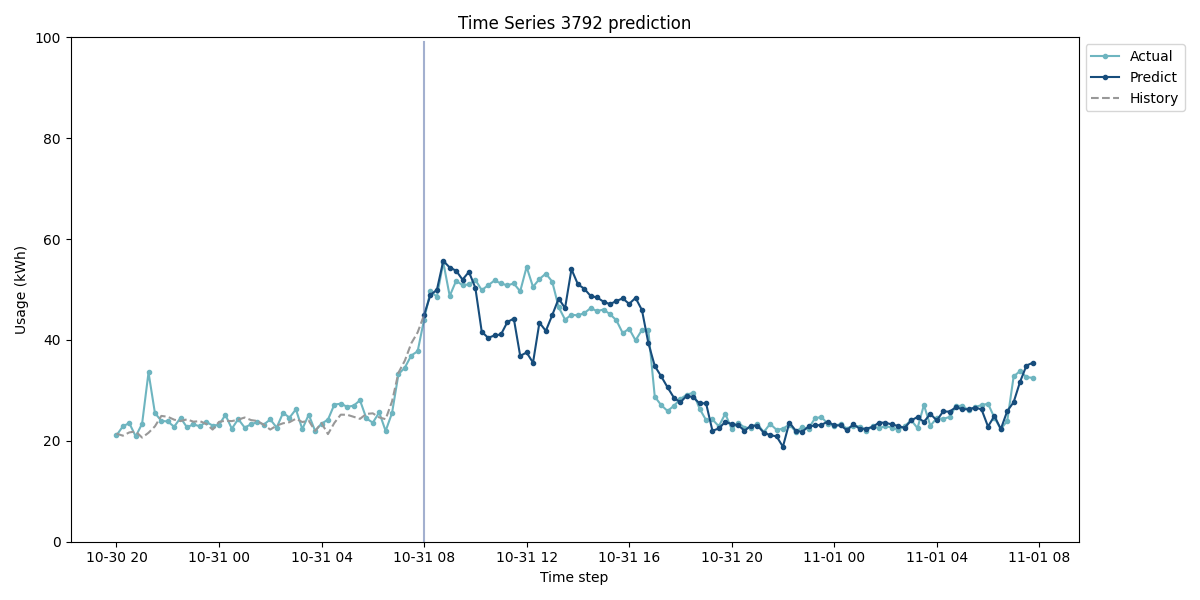 Time Series 3792 prediction
100
80
60
40
20
0
Usage (kWh)
10-30 20
10-31 00
10-31 04
10-31 08
10-31 12
10-31 16
10-31 20
11-01 00
11-01 04
11-01 08
Time step
Actual
Predict
History